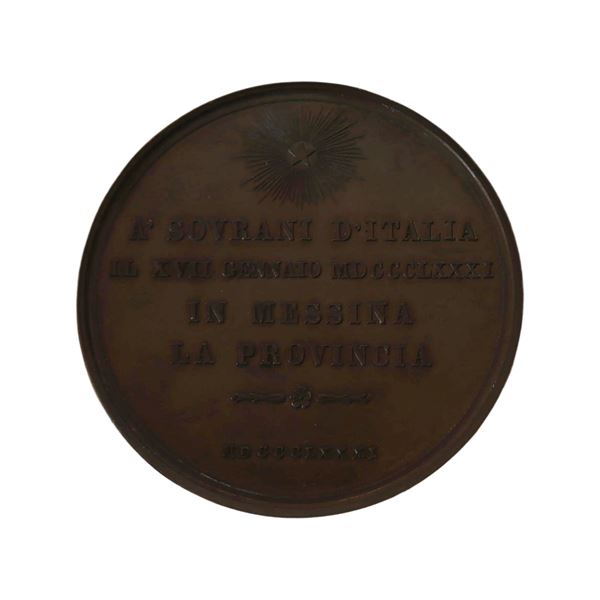 A' SOVRANI D'ITALIA
IL XVII GENNAIO MDCCCLXXXI
IN MESSINA
LA PROVINCIA
MDCCCLXXXI